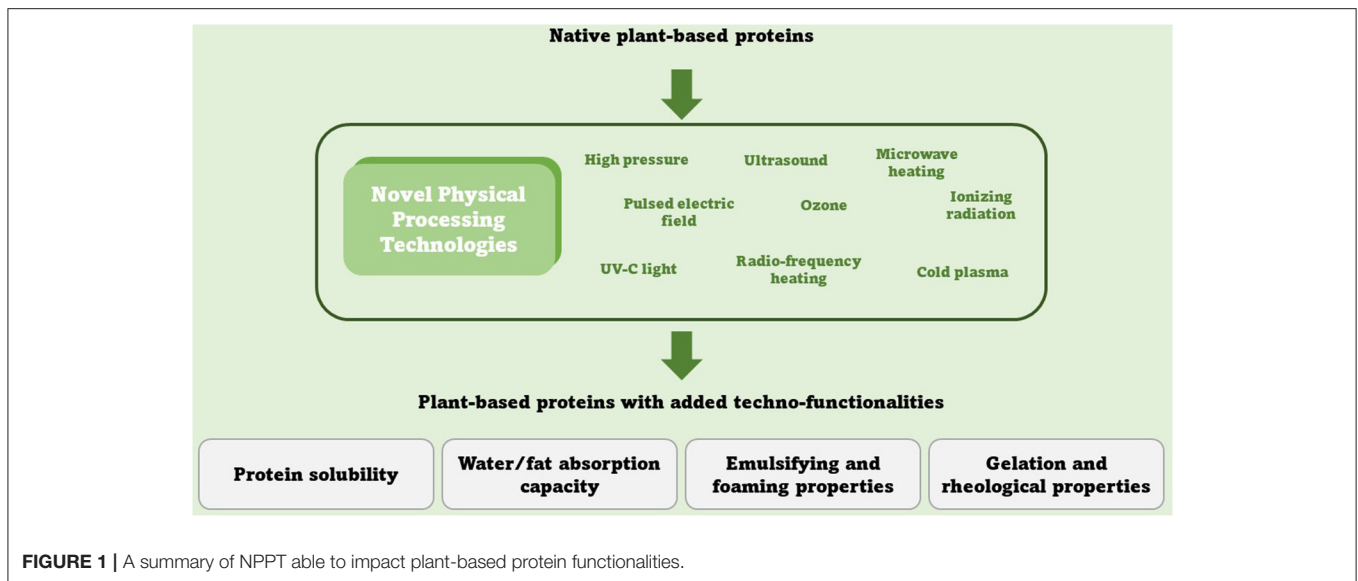 Native plant-based proteins
Novel Physical
Processing
Technologies
High pressure
Ultrasound
Microwave
heating
Pulsed electric
field
Ozone
Ionizing
radiation
UV-C light
Radio-frequency
heating
Cold plasma
Plant-based proteins with added techno-functionalities
Protein solubility
Water/fat absorption
capacity
Emulsifying and
foaming properties
Gelation and
rheological properties
FIGURE 1 | A summary of NPPT able to impact plant-based protein functionalities.